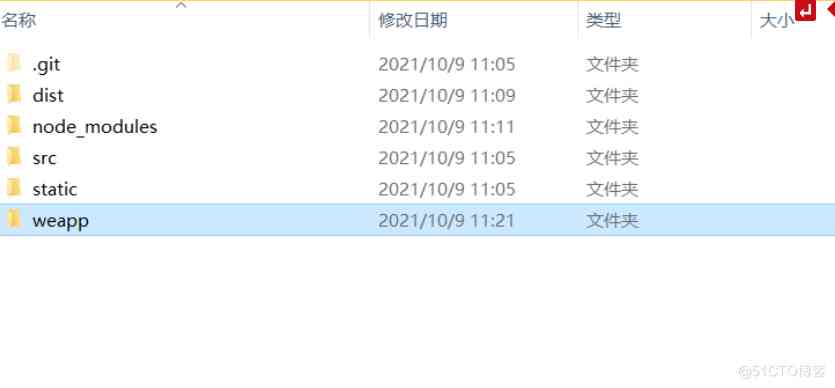 名称 修改日期 类型 大小
.git 2021/10/9 11:05 文件夹
dist 2021/10/9 11:09 文件夹
node_modules 2021/10/9 11:11 文件夹
src 2021/10/9 11:05 文件夹
static 2021/10/9 11:05 文件夹
weapp 2021/10/9 11:21 文件夹
@51CTO博客